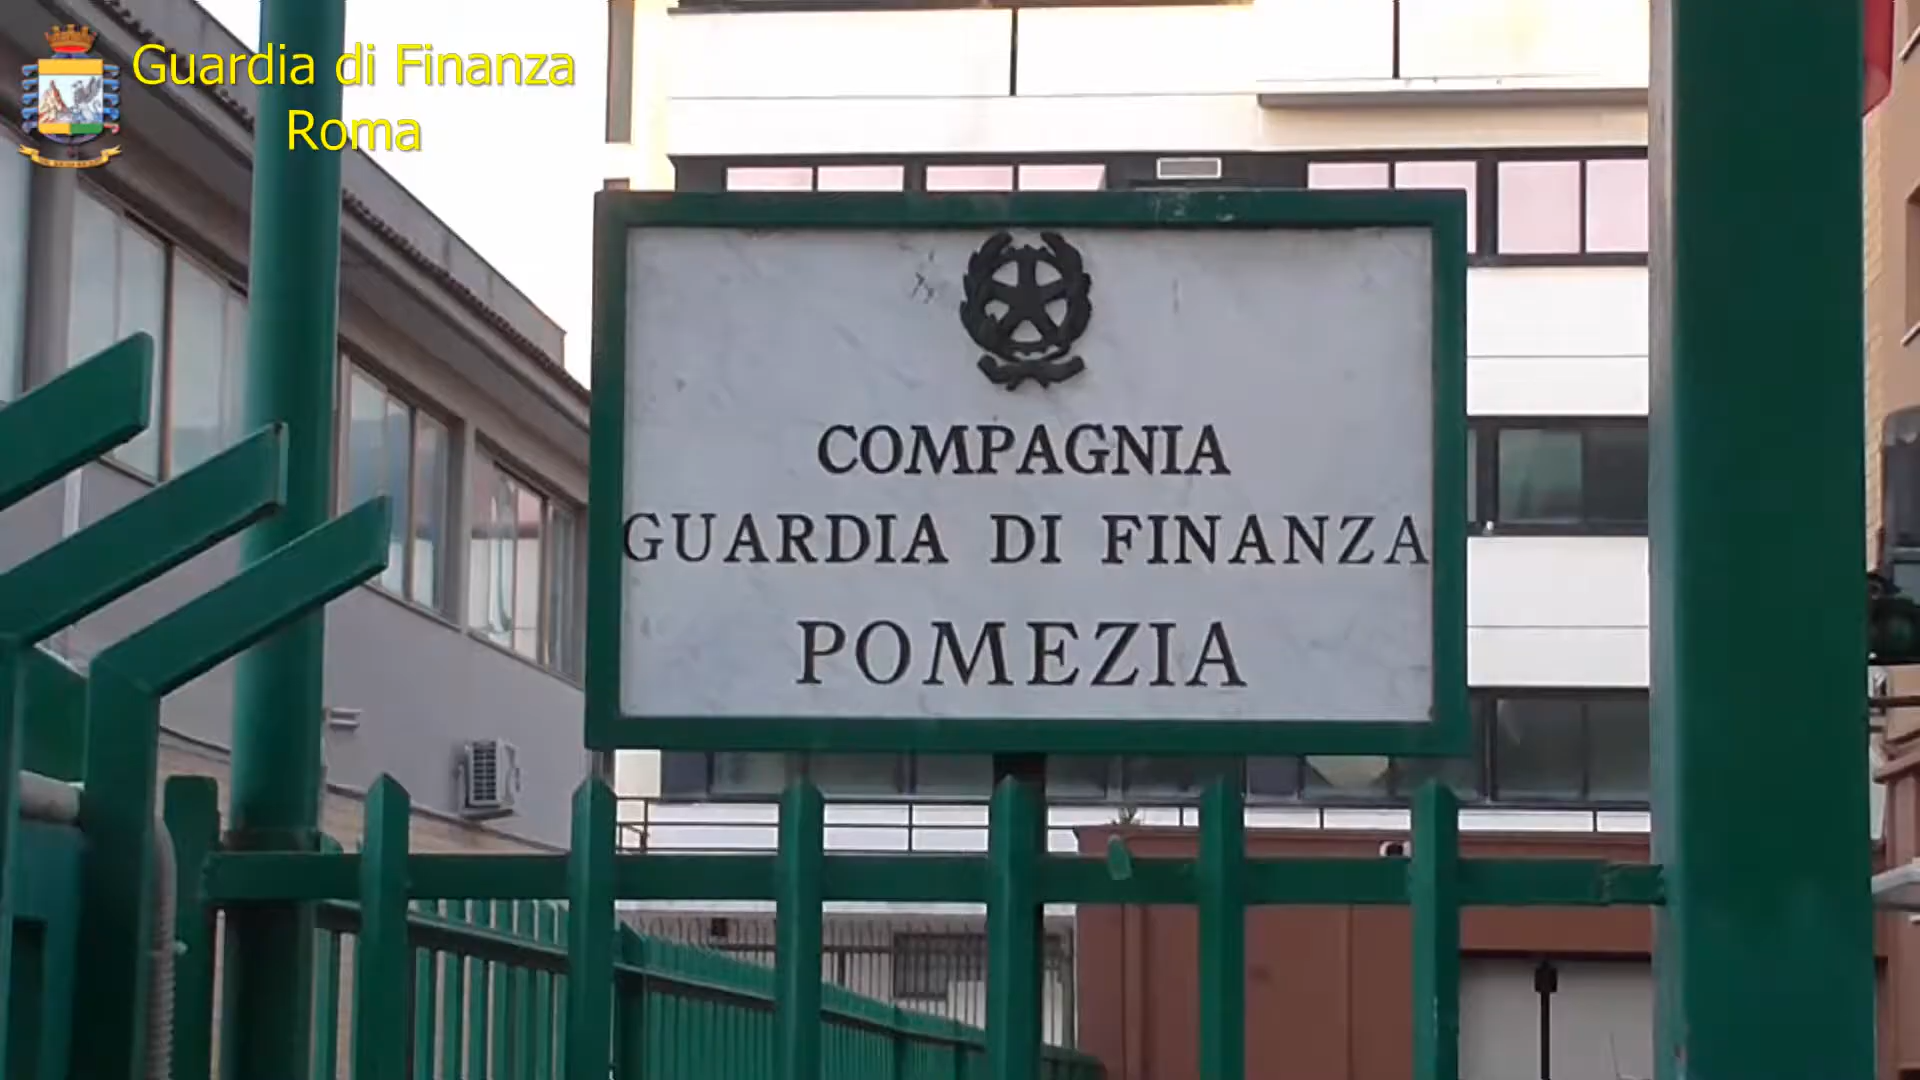 Guardia di Finanza
Roma
COMPAGNIA
GUARDIA DI FINANZA
POMEZIA